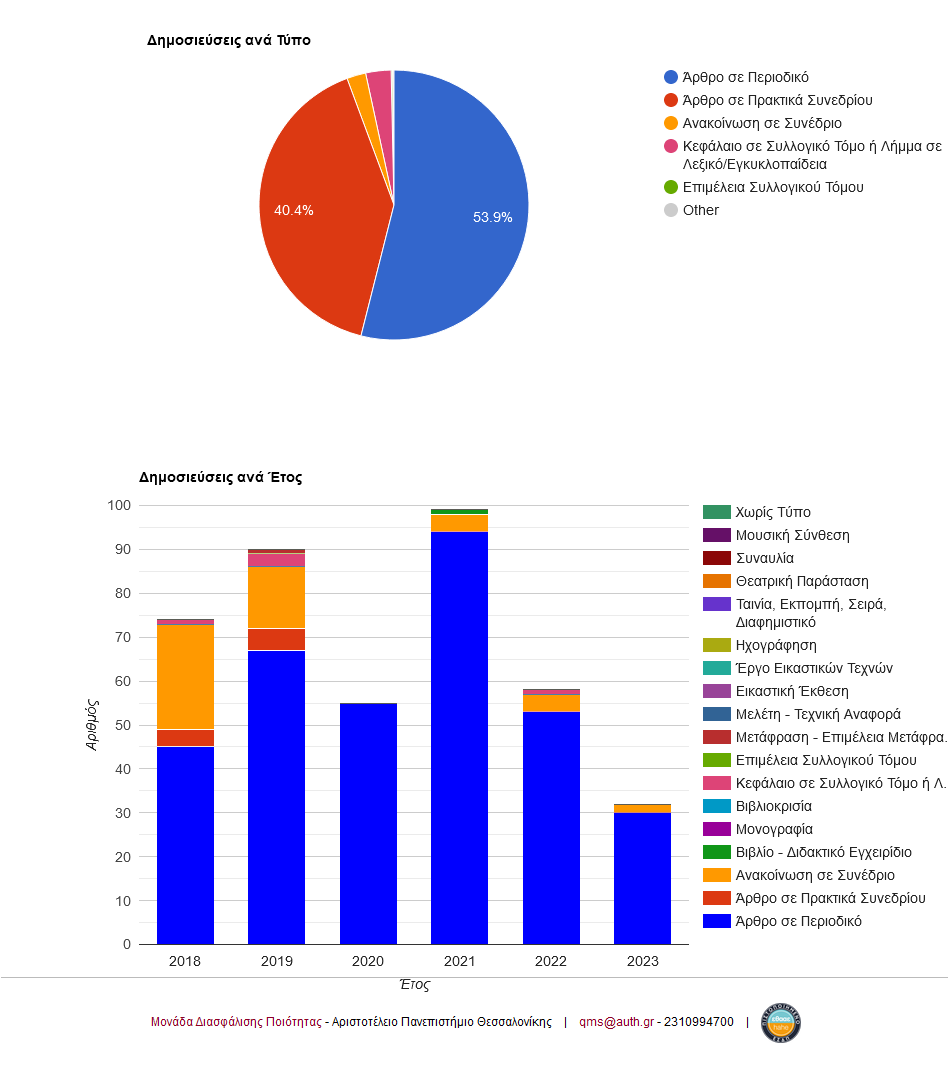 Δημοσιεύσεις ανά Τύπο
Άρθρο σε Περιοδικό
Άρθρο σε Πρακτικά Συνεδρίου
Ανακοίνωση σε Συνέδριο
Κεφάλαιο σε Συλλογικό Τόμο ή Λήμμα σε
Λεξικό/Εγκυκλοπαίδεια
Επιμέλεια Συλλογικού Τόμου
Other
40.4%
53.9%
Δημοσιεύσεις ανά Έτος
100
90
80
70
60
50
40
30
20
10
0
Αριθμός
2018 2019 2020 2021 2022 2023
Έτος
Χωρίς Τύπο
Μουσική Σύνθεση
Συναυλία
Θεατρική Παράσταση
Ταινία, Εκπομπή, Σειρά,
Διαφημιστικό
Ηχογράφηση
Έργο Εικαστικών Τεχνών
Εικαστική Έκθεση
Μελέτη - Τεχνική Αναφορά
Μετάφραση - Επιμέλεια Μετάφρα.
Επιμέλεια Συλλογικού Τόμου
Κεφάλαιο σε Συλλογικό Τόμο ή Λ.
Βιβλιοκρισία
Μονογραφία
Βιβλίο - Διδακτικό Εγχειρίδιο
Ανακοίνωση σε Συνέδριο
Άρθρο σε Πρακτικά Συνεδρίου
Άρθρο σε Περιοδικό
Μονάδα Διασφάλισης Ποιότητας - Αριστοτέλειο Πανεπιστήμιο Θεσσαλονίκης | qms@auth.gr - 2310994700 |